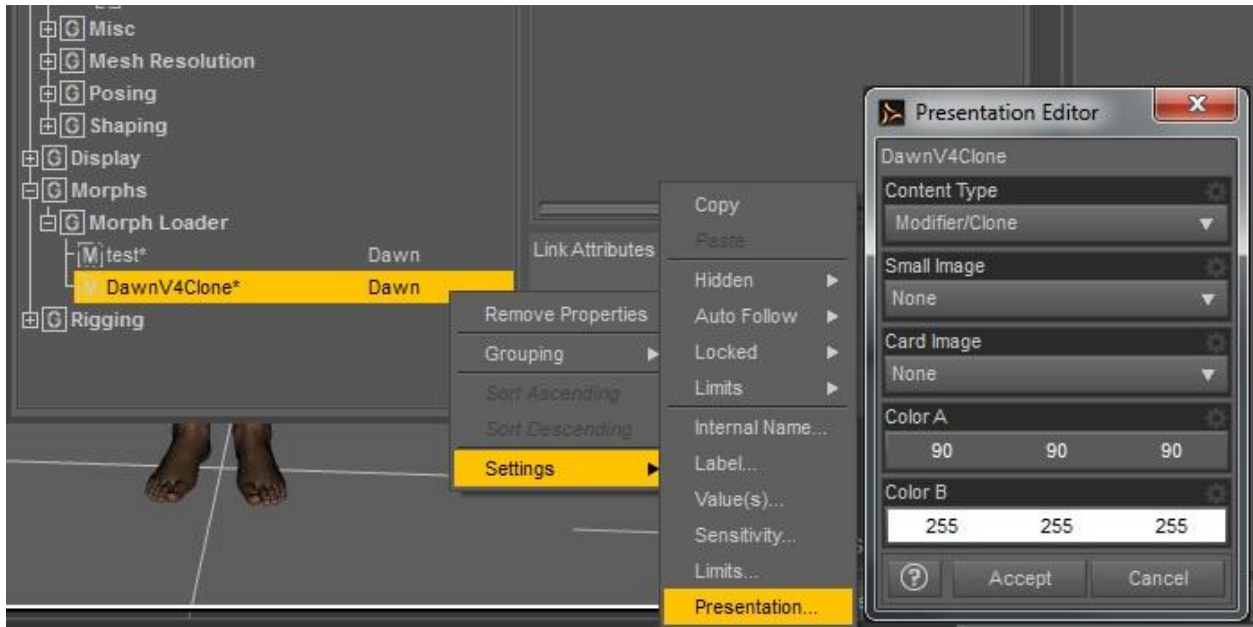 G Misc
G Mesh Resolution
G Posing
G Shaping
G Display
G Morphs
G Morph Loader
M test* Dawn
DawnV4Clone* Dawn
G Rigging
Link Attributes
Remove Properties
Grouping
Sort Ascending
Sort Descending
Settings
Copy
Paste
Hidden
Auto Follow
Locked
Limits
Internal Name...
Label...
Value(s)...
Sensitivity...
Limits...
Presentation...
Presentation Editor
DawnV4Clone
Content Type
Modifier/Clone
Small Image
None
Card Image
None
Color A
90 90 90
Color B
255 255 255
? Accept Cancel